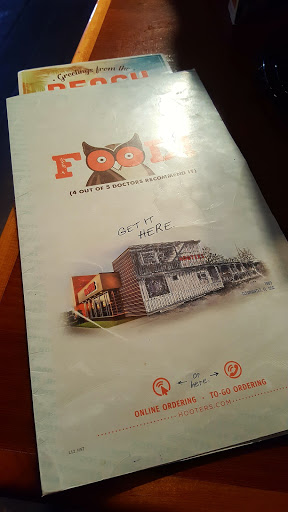 Greetings from the
BEACH
FOOD
(4 OUT OF 5 DOCTORS RECOMMEND IT)
GET IT
HERE.
← or →
here
ONLINE ORDERING • TO-GO ORDERING
HOOTERS.COM